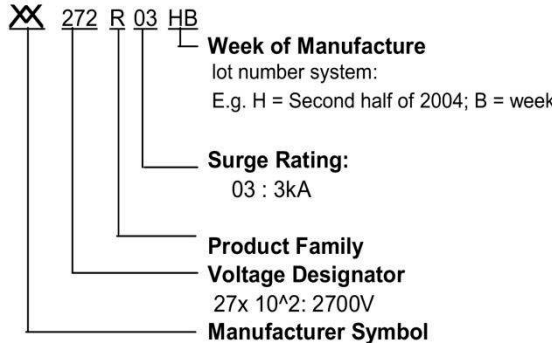 272 R 03 HB
Week of Manufacture
lot number system:
E.g. H = Second half of 2004; B = week
Surge Rating:
03 : 3kA
Product Family
Voltage Designator
27x 10^2: 2700V
Manufacturer Symbol